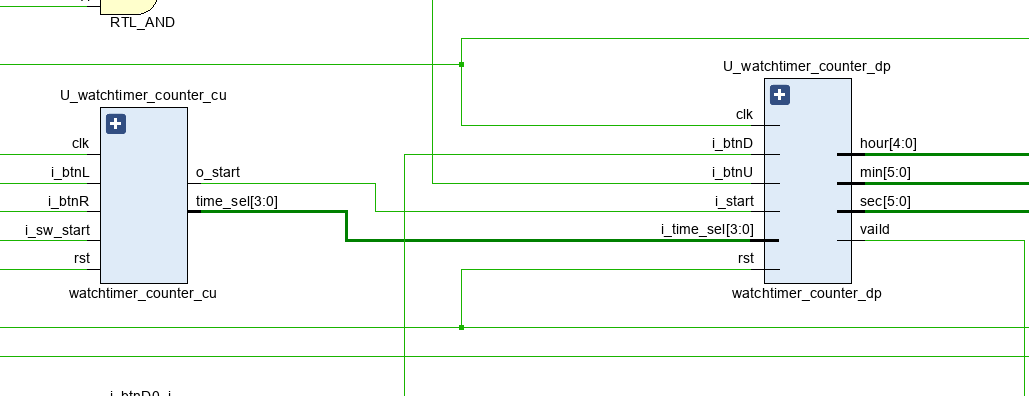 RTL_AND
U_watchtimer_counter_cu
clk
i_btnL
i_btnR
i_sw_start
rst
o_start
time_sel[3:0]
watchtimer_counter_cu
U_watchtimer_counter_dp
clk
i_btnD
i_btnU
i_start
i_time_sel[3:0]
rst
hour[4:0]
min[5:0]
sec[5:0]
vaild
watchtimer_counter_dp
i_btnD0_i